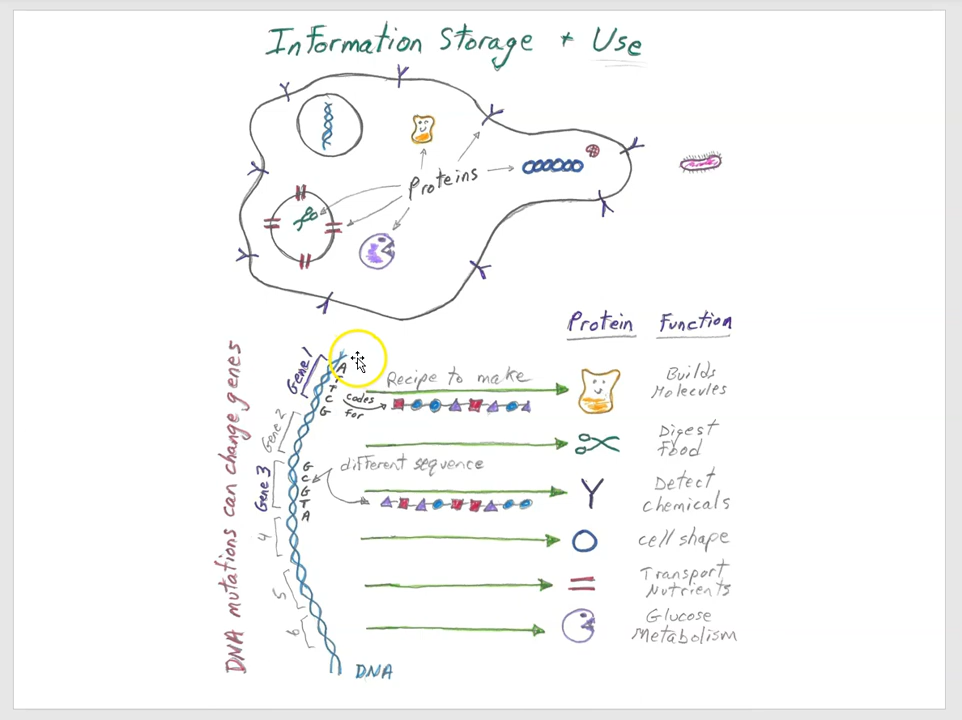 Information Storage + Use
Proteins
Protein Function
DNA mutations can change genes
Gene 1
A
T
T
C
G
codes
for
Recipe to make
Builds
Molecules
Gene 2
Digest
Food
Gene 3
G
C
G
T
A
different sequence
Detect
chemicals
4
cell shape
5
Transport
Nutrients
6
Glucose
Metabolism
DNA